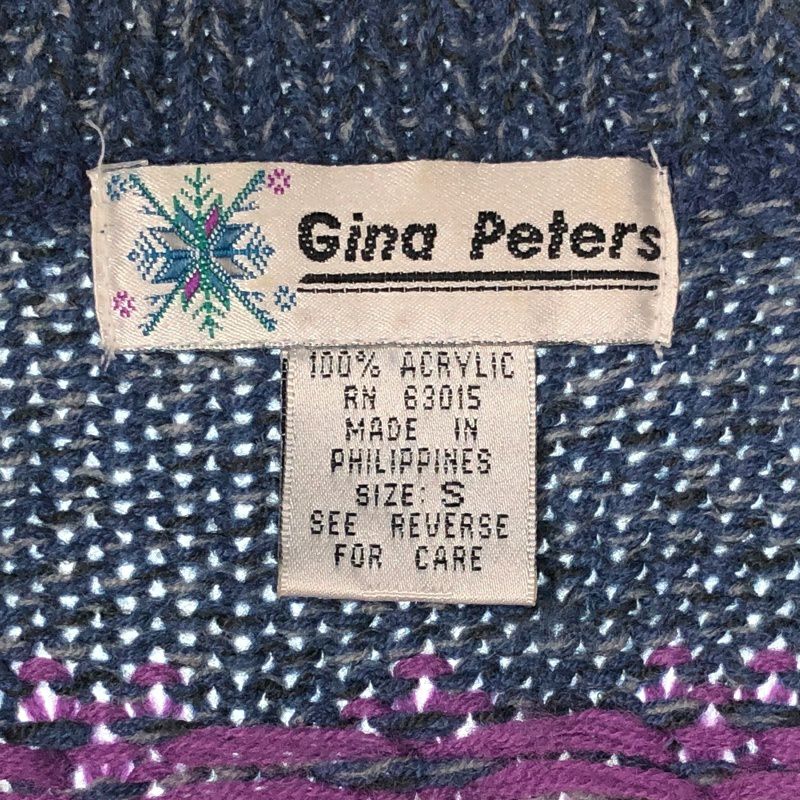 Gina Peters
100% ACRYLIC
RN 63015
MADE IN
PHILIPPINES
SIZE: S
SEE REVERSE
FOR CARE